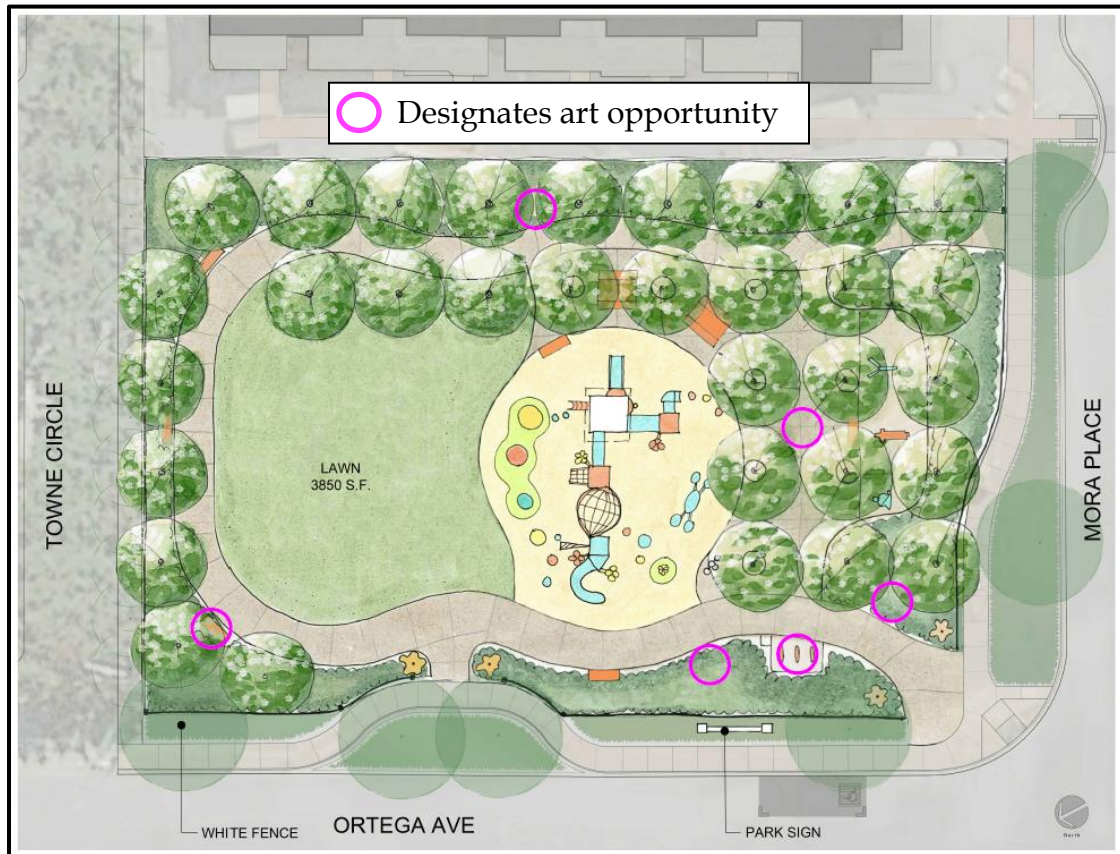 Designates art opportunity
TOWNE CIRCLE
LAWN
3850 S.F.
MORA PLACE
WHITE FENCE
ORTEGA AVE
PARK SIGN
North